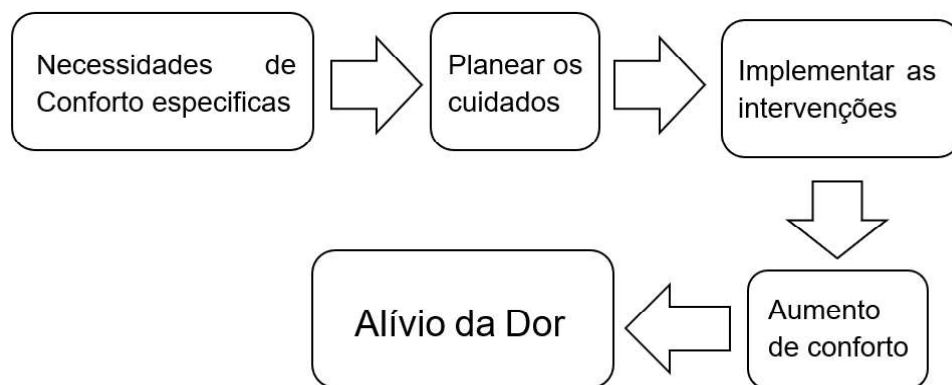 Necessidades de
Conforto especificas
Planear os
cuidados
Implementar as
intervenções
Aumento
de conforto
Alívio da Dor